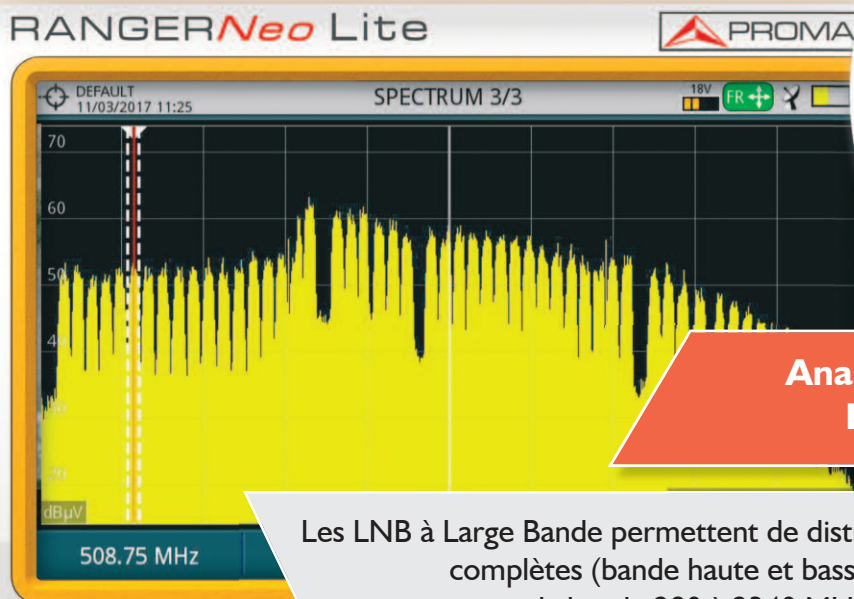 RANGERNeo Lite
PROMA
DEFAULT
11/03/2017 11:25
SPECTRUM 3/3
18V
FR
70
60
50
dBµV
508.75 MHz
Les LNB à Large Bande permettent de dist
complètes (bande haute et bass